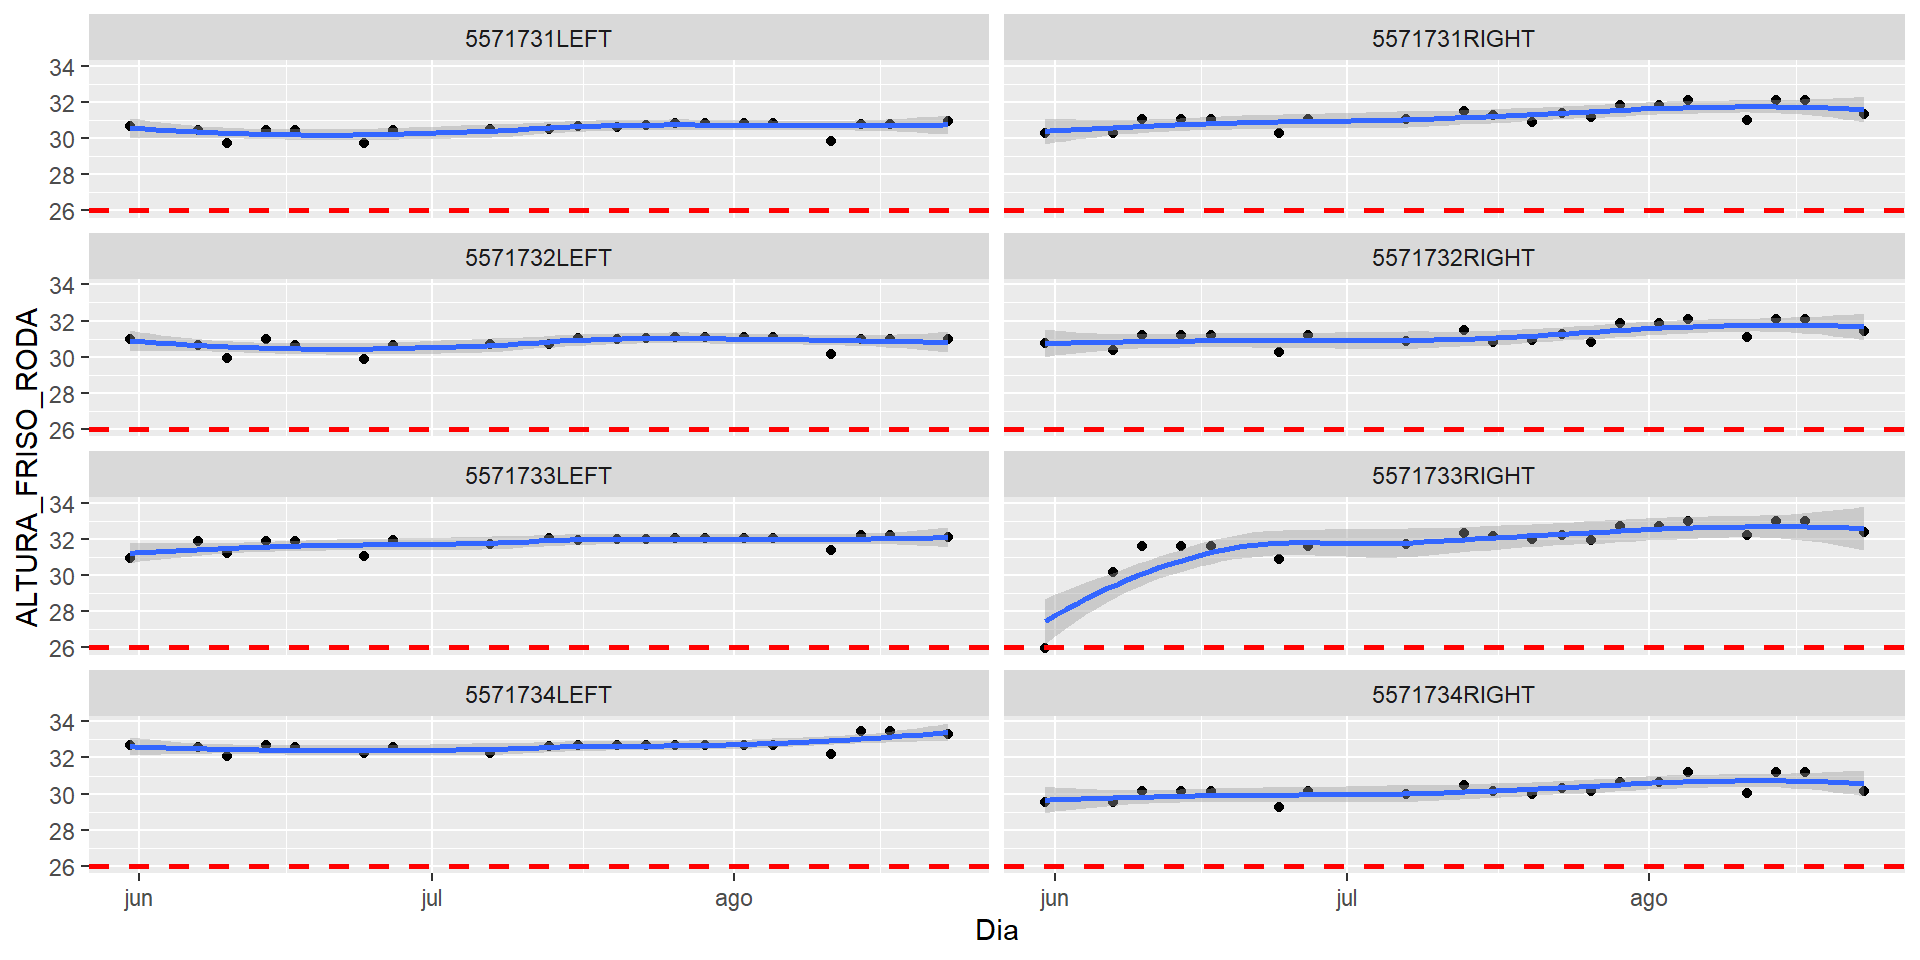 5571731LEFT 5571731RIGHT
34
32
30
28
26
5571732LEFT 5571732RIGHT
34
32
30
28
26
5571733LEFT 5571733RIGHT
34
32
30
28
26
5571734LEFT 5571734RIGHT
34
32
30
28
26
ALTURA_FRISO_RODA
jun jul ago jun jul ago
Dia